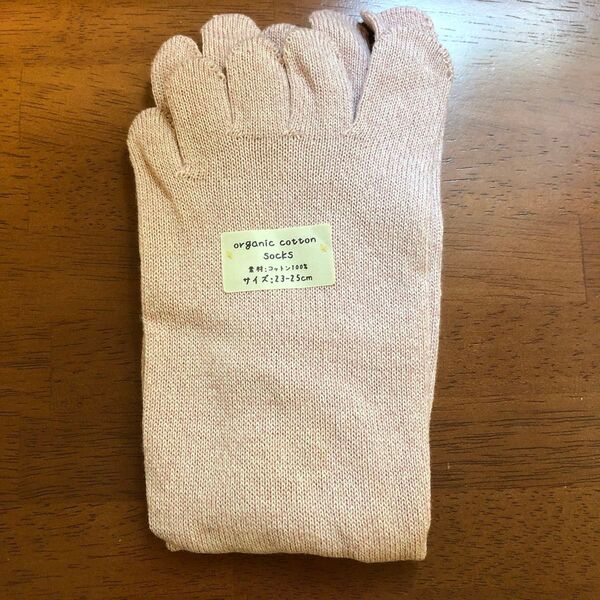 organic cotton
socks
素材:コットン100%
サイズ:23-25cm